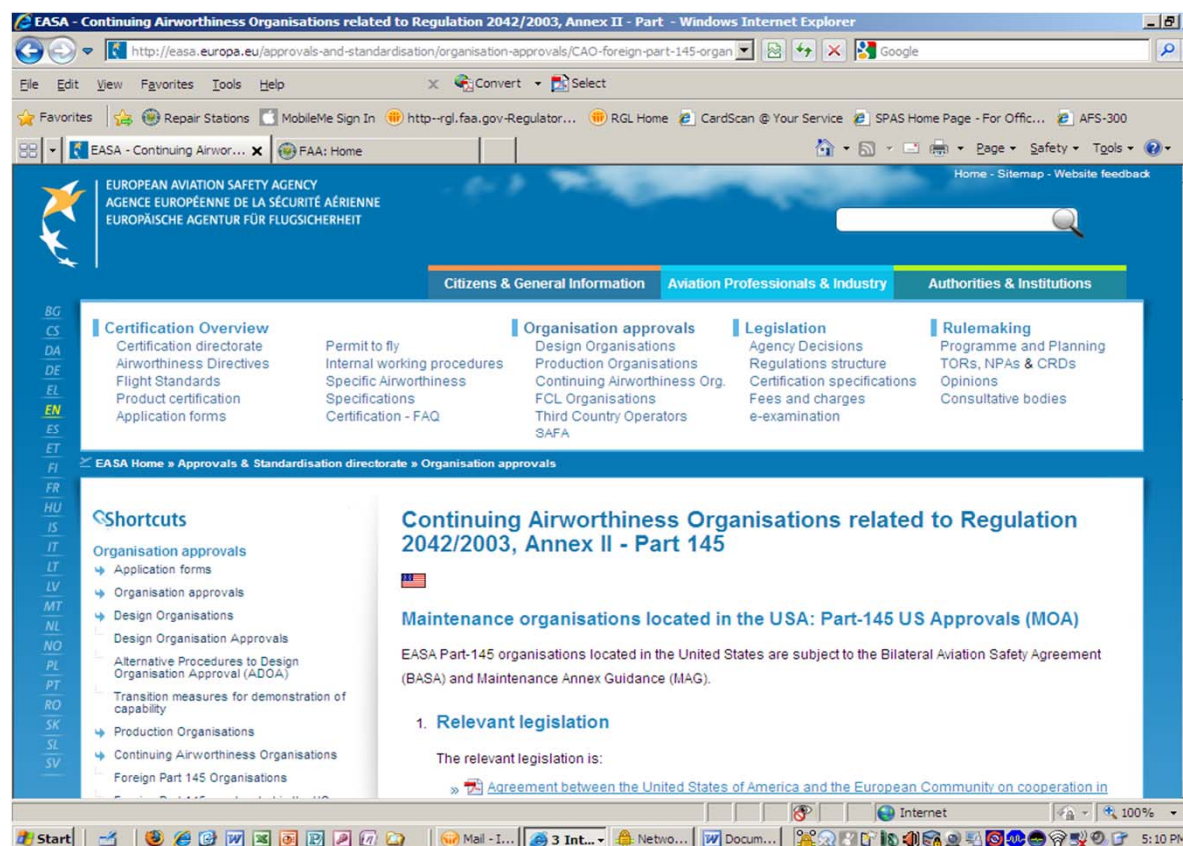 EASA - Continuing Airworthiness Organisations related to Regulation 2042/2003, Annex II - Part - Windows Internet Explorer
http://easa.europa.eu/approvals-and-standardisation/organisation-approvals/CAO-foreign-part-145-organ
Google
File Edit View Favorites Tools Help
x Convert Select
Favorites Repair Stations MobileMe Sign In http--rgl.faa.gov-Regulator... RGL Home CardScan @ Your Service SPAS Home Page - For Offic... AFS-300
EASA - Continuing Airwor... X FAA: Home
Page Safety Tools
Home - Sitemap - Website feedback
EUROPEAN AVIATION SAFETY AGENCY
AGENCE EUROPÉENNE DE LA SÉCURITÉ AÉRIENNE
EUROPÄISCHE AGENTUR FÜR FLUGSICHERHEIT
Citizens & General Information Aviation Professionals & Industry Authorities & Institutions
BG
CS
DA
DE
EL
EN
ES
ET
FI
FR
HU
IS
IT
LT
LV
MT
NL
NO
PL
PT
RO
SK
SL
SV
Certification Overview
Certification directorate
Airworthiness Directives
Flight Standards
Product certification
Application forms
Permit to fly
Internal working procedures
Specific Airworthiness
Specifications
Certification - FAQ
Organisation approvals
Design Organisations
Production Organisations
Continuing Airworthiness Org.
FCL Organisations
Third Country Operators
SAFA
Legislation
Agency Decisions
Regulations structure
Certification specifications
Fees and charges
e-examination
Rulemaking
Programme and Planning
TORs, NPAs & CRDs
Opinions
Consultative bodies
EASA Home » Approvals & Standardisation directorate » Organisation approvals
Shortcuts
Organisation approvals
Application forms
Organisation approvals
Design Organisations
Design Organisation Approvals
Alternative Procedures to Design
Organisation Approval (ADOA)
Transition measures for demonstration of
capability
Production Organisations
Continuing Airworthiness Organisations
Foreign Part 145 Organisations
Continuing Airworthiness Organisations related to Regulation
2042/2003, Annex II - Part 145
Maintenance organisations located in the USA: Part-145 US Approvals (MOA)
EASA Part-145 organisations located in the United States are subject to the Bilateral Aviation Safety Agreement
(BASA) and Maintenance Annex Guidance (MAG).
1. Relevant legislation
The relevant legislation is:
» Agreement between the United States of America and the European Community on cooperation in
Internet 100%
Start Mail - I... 3 Int... Netwo... Docum... 5:10 PM